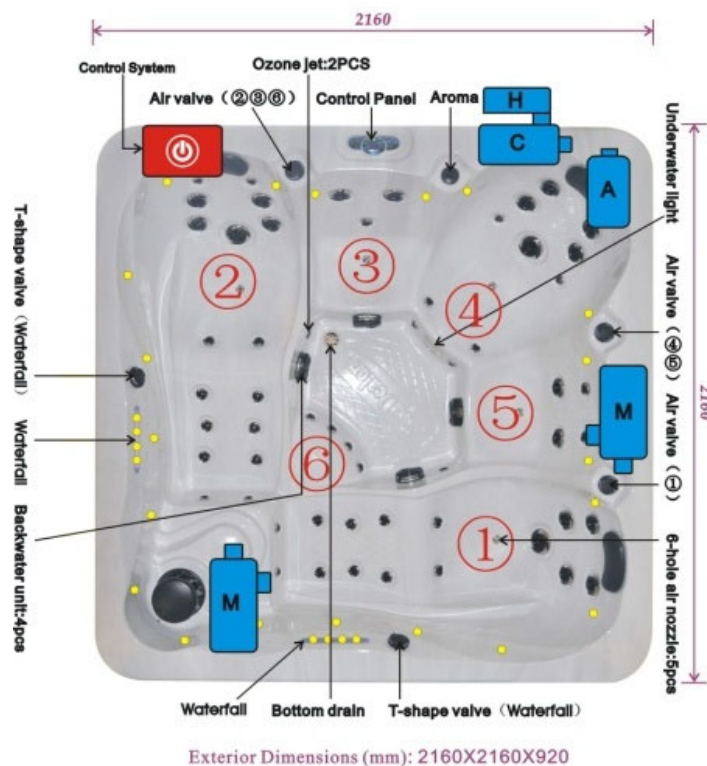 2160
Control System
Ozone jet:2PCS
Air valve（②③⑥）
Control Panel
Aroma
H
C
A
Underwater light
T-shape valve（Waterfall）
②
③
④
Air valve（④⑤）
2160
⑤
M
Air valve（①）
Waterfall
⑥
①
Backwater unit:4pcs
M
6-hole air nozzle:5pcs
Waterfall
Bottom drain
T-shape valve（Waterfall）
Exterior Dimensions (mm): 2160X2160X920